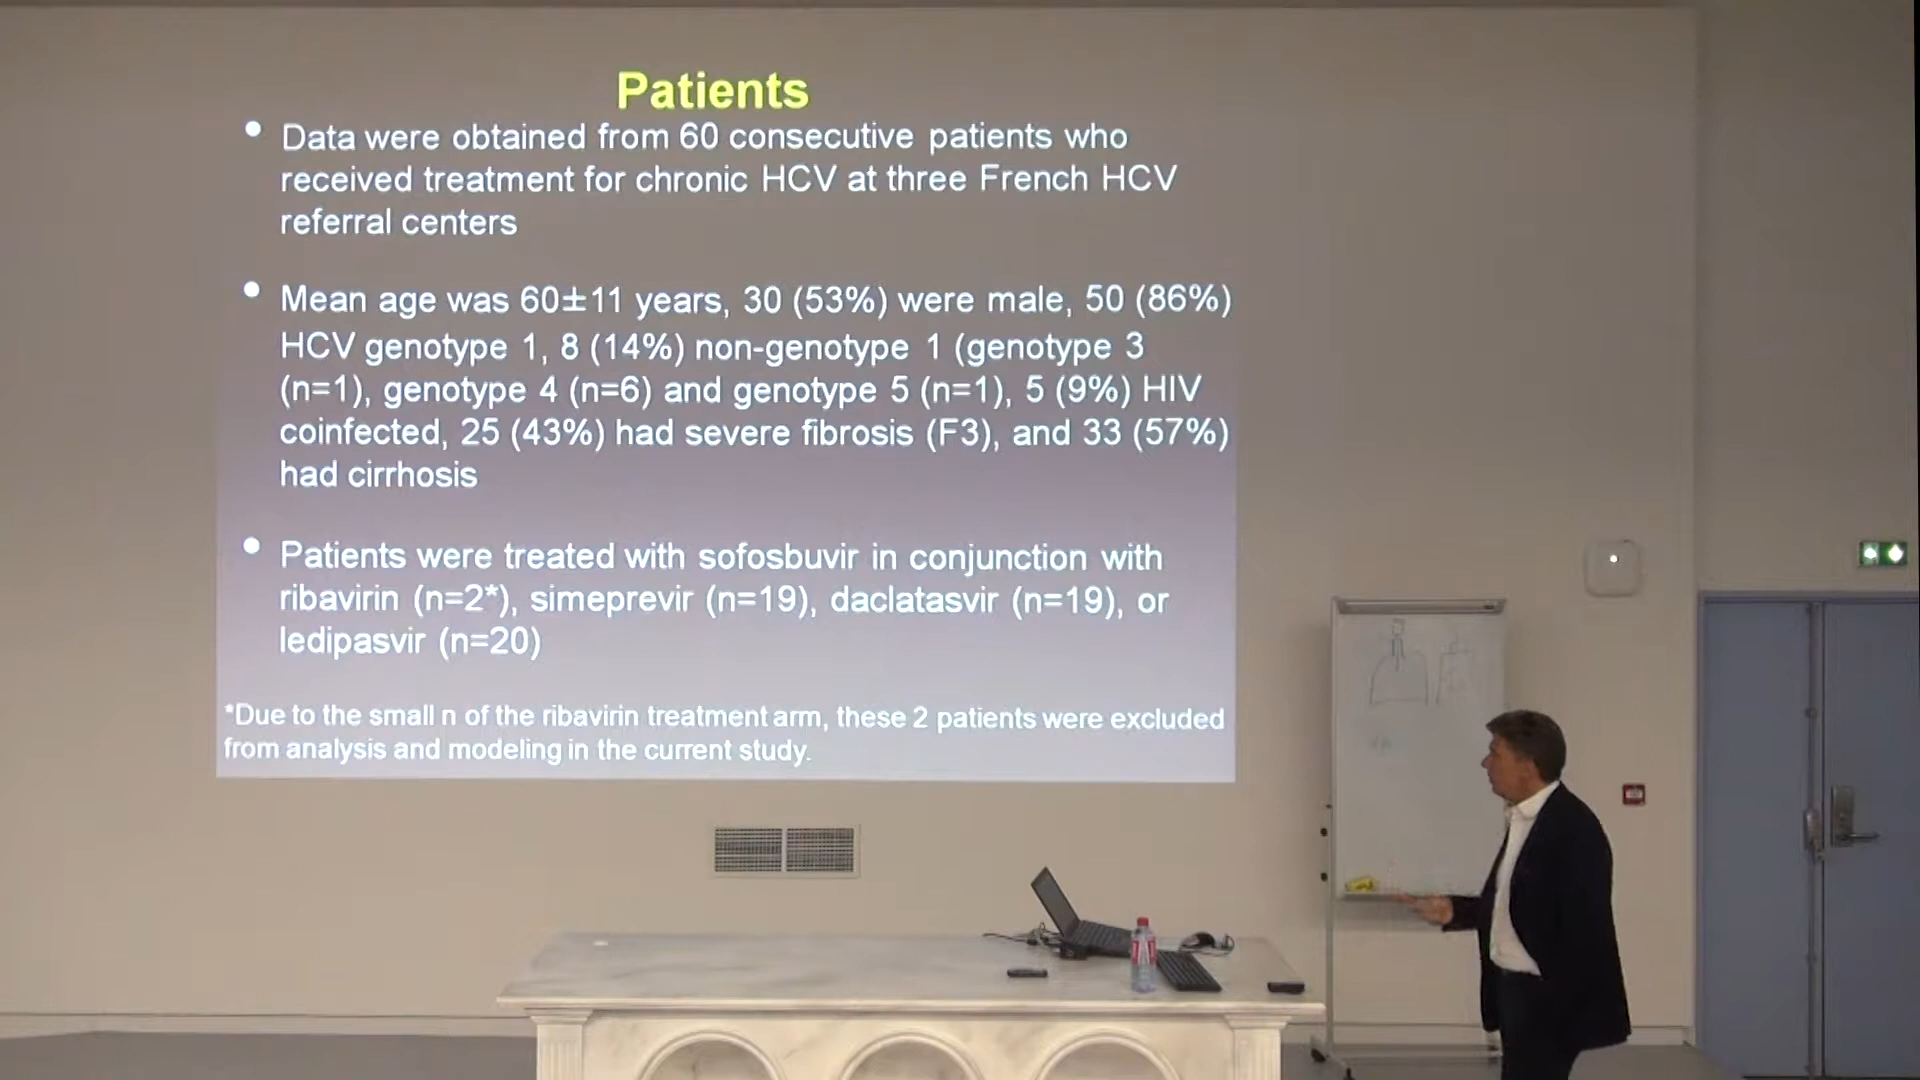 Patients
• Data were obtained from 60 consecutive patients who
received treatment for chronic HCV at three French HCV
referral centers
• Mean age was 60±11 years, 30 (53%) were male, 50 (86%)
HCV genotype 1, 8 (14%) non-genotype 1 (genotype 3
(n=1), genotype 4 (n=6) and genotype 5 (n=1), 5 (9%) HIV
coinfected, 25 (43%) had severe fibrosis (F3), and 33 (57%)
had cirrhosis
• Patients were treated with sofosbuvir in conjunction with
ribavirin (n=2*), simeprevir (n=19), daclatasvir (n=19), or
ledipasvir (n=20)
*Due to the small n of the ribavirin treatment arm, these 2 patients were excluded
from analysis and modeling in the current study.